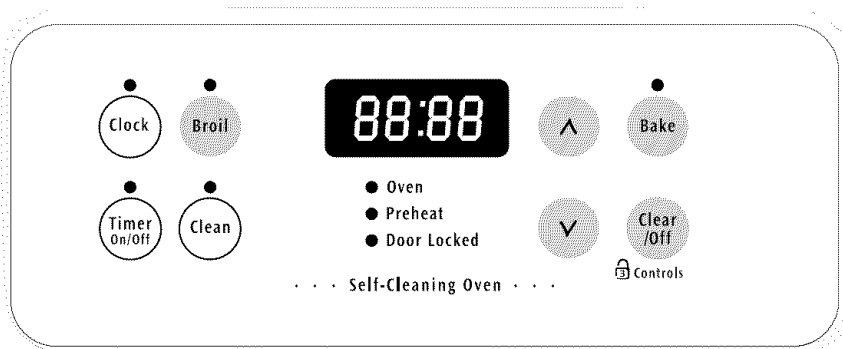 Clock
Broil
88:88
Bake
Oven
Preheat
Door Locked
Timer
On/Off
Clean
Clear
/Off
3 Controls
· · · Self-Cleaning Oven · · ·